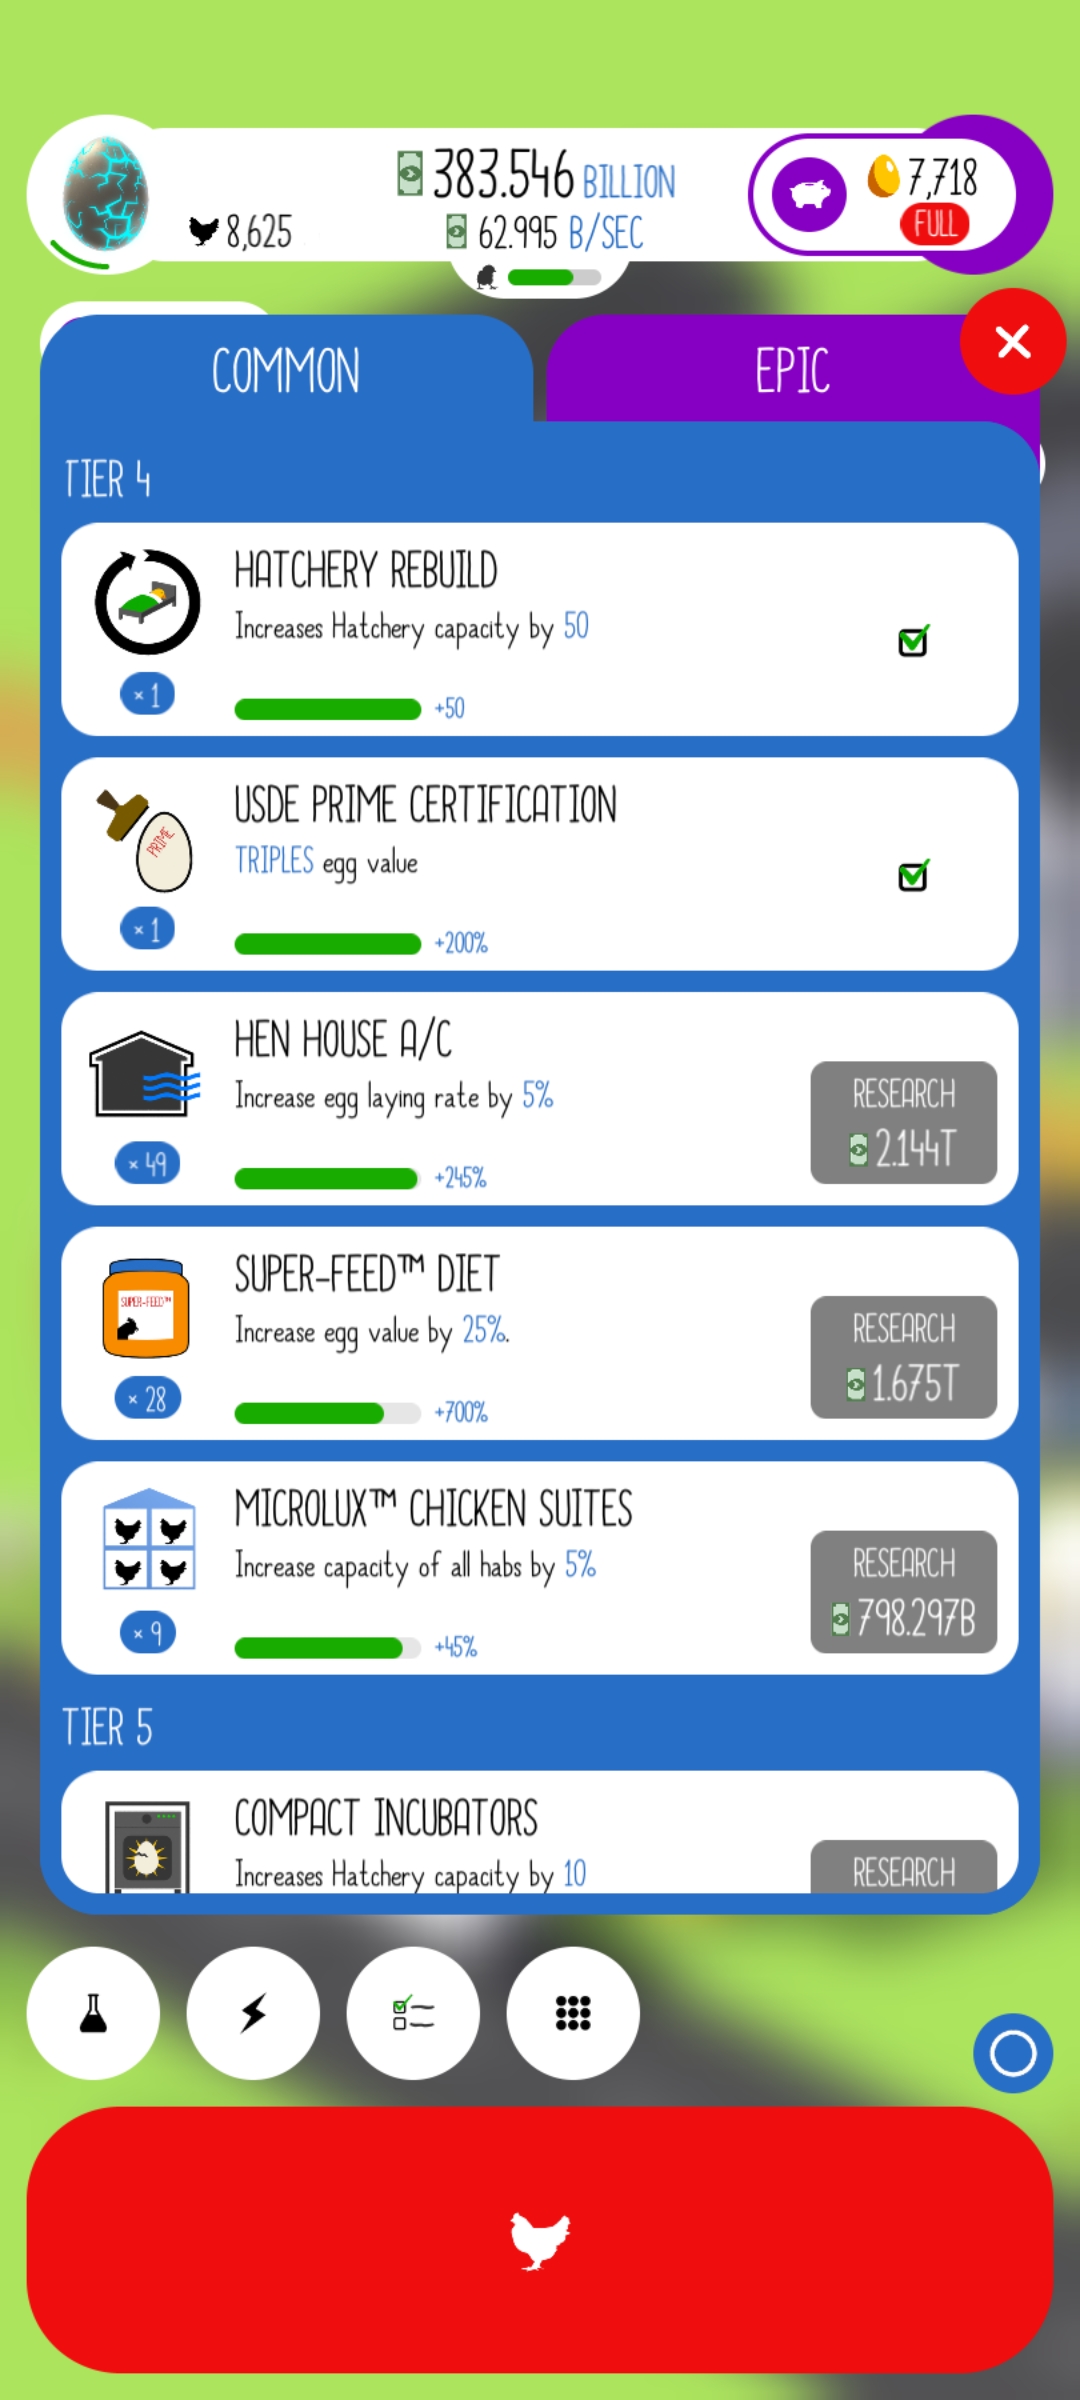 383.546 BILLION
7,718
8,625
62.995 B/SEC
FULL
COMMON
EPIC
TIER 4
HATCHERY REBUILD
Increases Hatchery capacity by 50
× 1
+50
USDE PRIME CERTIFICATION
PRIME
TRIPLES egg value
× 1
+200%
HEN HOUSE A/C
Increase egg laying rate by 5%
RESEARCH
2.144T
× 49
+245%
SUPER-FEED™ DIET
SUPER-FEED™
Increase egg value by 25%.
RESEARCH
1.675T
× 28
+700%
MICROLUX™ CHICKEN SUITES
Increase capacity of all habs by 5%
RESEARCH
798.297B
× 9
+45%
TIER 5
COMPACT INCUBATORS
Increases Hatchery capacity by 10
RESEARCH